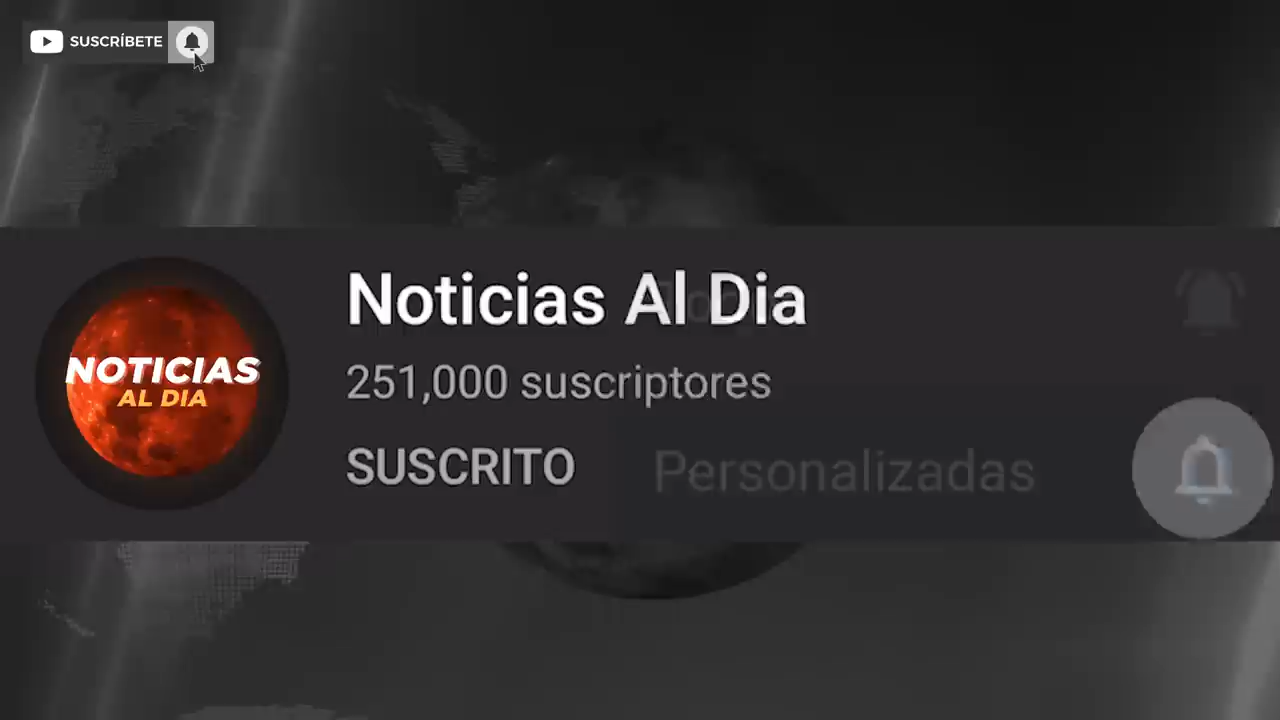 SUSCRÍBETE
Noticias Al Dia
251,000 suscriptores
NOTICIAS
AL DIA
SUSCRITO
Personalizadas